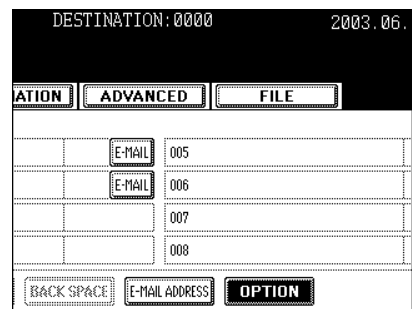 DESTINATION:0000 2003.06.
ATION ADVANCED FILE
E-MAIL 005
E-MAIL 006
007
008
BACK SPACE E-MAIL ADDRESS OPTION